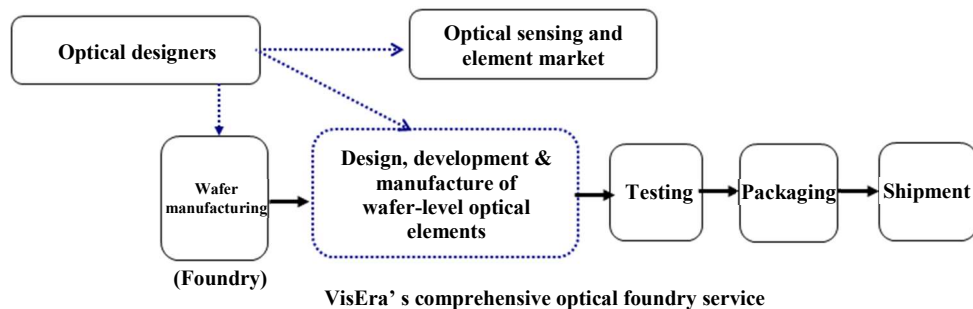 Optical designers
Optical sensing and
element market
Wafer
manufacturing
Design, development &
manufacture of
wafer-level optical
elements
Testing
Packaging
Shipment
(Foundry)
VisEra’ s comprehensive optical foundry service